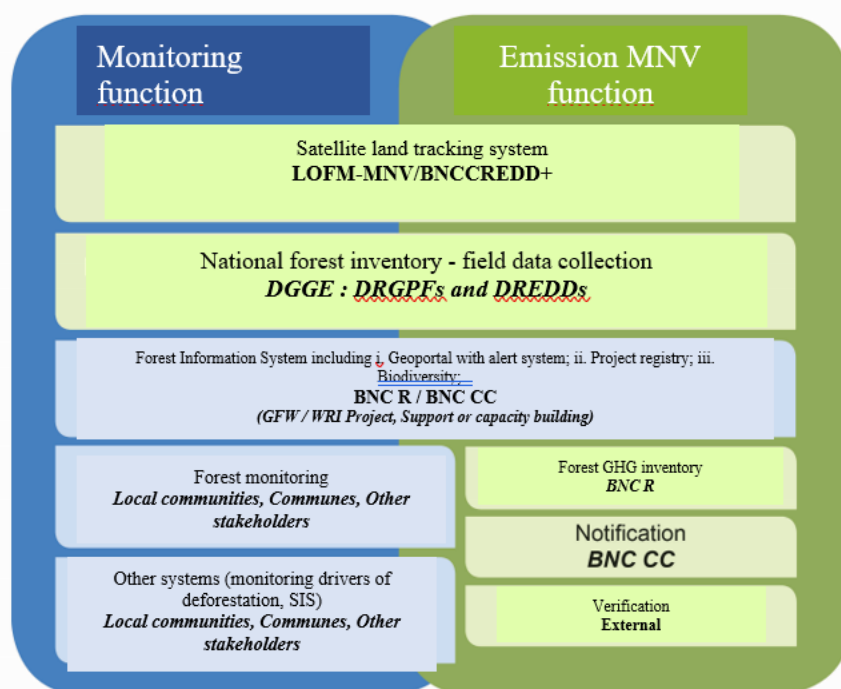 Monitoring
function
Emission MNV
function
Satellite land tracking system
LOFM-MNV/BNCCREDD+
National forest inventory - field data collection
DGGE : DRGPFs and DREDDs
Forest Information System including i. Geoportal with alert system; ii. Project registry; iii.
Biodiversity;
BNC R / BNC CC
(GFW / WRI Project, Support or capacity building)
Forest monitoring
Local communities, Communes, Other
stakeholders
Forest GHG inventory
BNC R
Notification
BNC CC
Other systems (monitoring drivers of
deforestation, SIS)
Local communities, Communes, Other
stakeholders
Verification
External